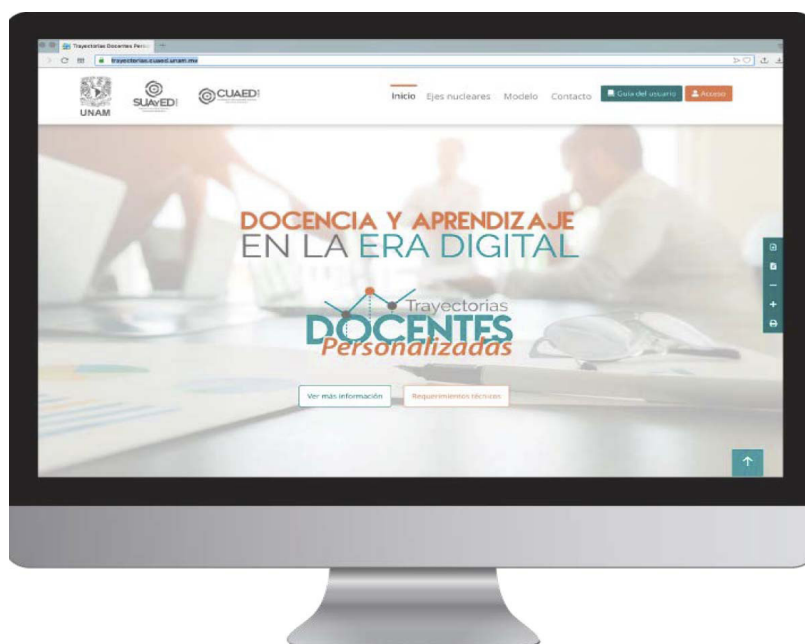 Trayectorias Docentes Perso
trayectorias.cuaed.unam.mx
UNAM
SUAyED
CUAED
Inicio Ejes nucleares Modelo Contacto Guía del usuario Acceso
DOCENCIA Y APRENDIZAJE
EN LA ERA DIGITAL
Trayectorias
DOCENTES
Personalizadas
Ver más información Requerimientos técnicos